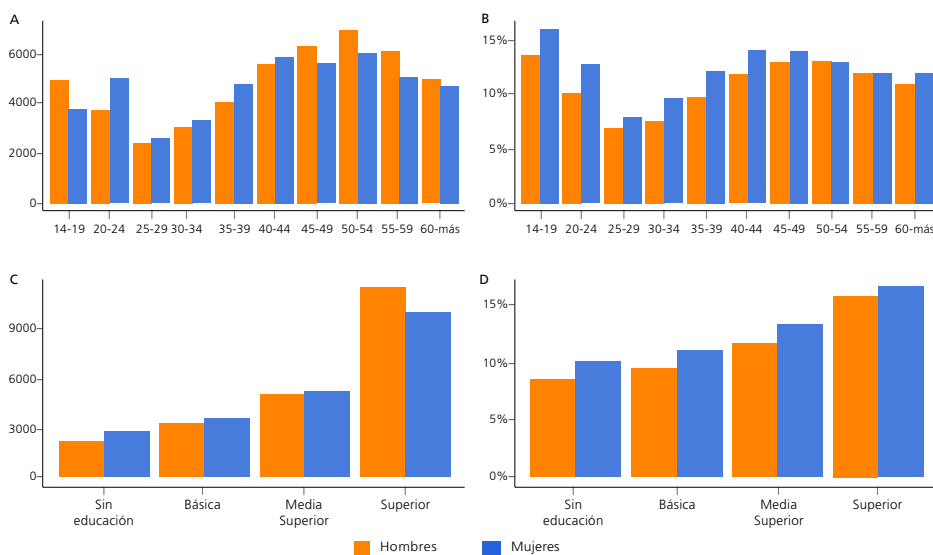 A
6000
4000
2000
0
14-19 20-24 25-29 30-34 35-39 40-44 45-49 50-54 55-59 60-más
B
15%
10%
5%
0%
14-19 20-24 25-29 30-34 35-39 40-44 45-49 50-54 55-59 60-más
C
9000
6000
3000
0
Sin
educación
Básica
Media
Superior
Superior
D
15%
10%
5%
0%
Sin
educación
Básica
Media
Superior
Superior
Hombres Mujeres